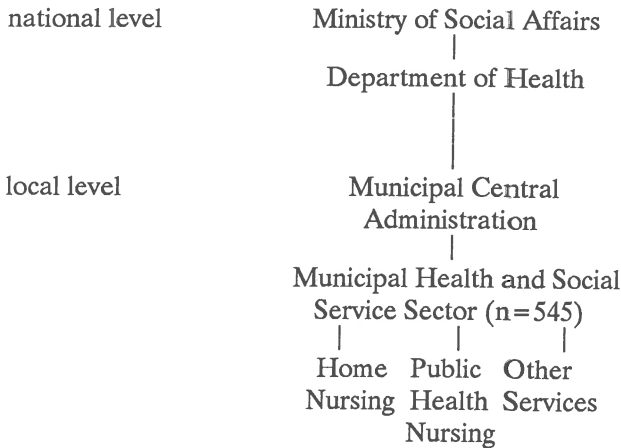 national level Ministry of Social Affairs
Department of Health
local level Municipal Central
Administration
Municipal Health and Social
Service Sector (n=545)
Home Public Other
Nursing Health Services
Nursing